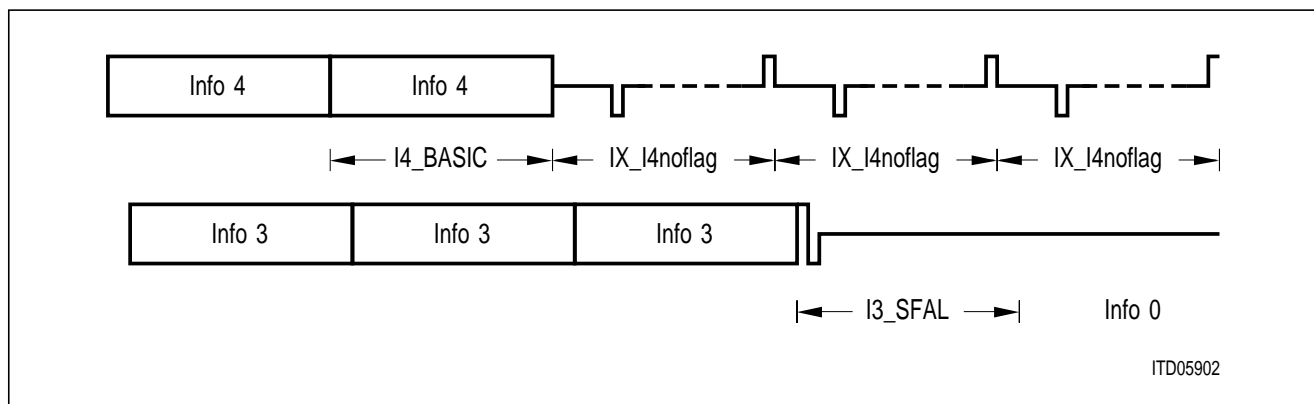 Info 4 Info 4
I4_BASIC IX_I4noflag IX_I4noflag IX_I4noflag
Info 3 Info 3 Info 3
I3_SFAL Info 0
ITD05902